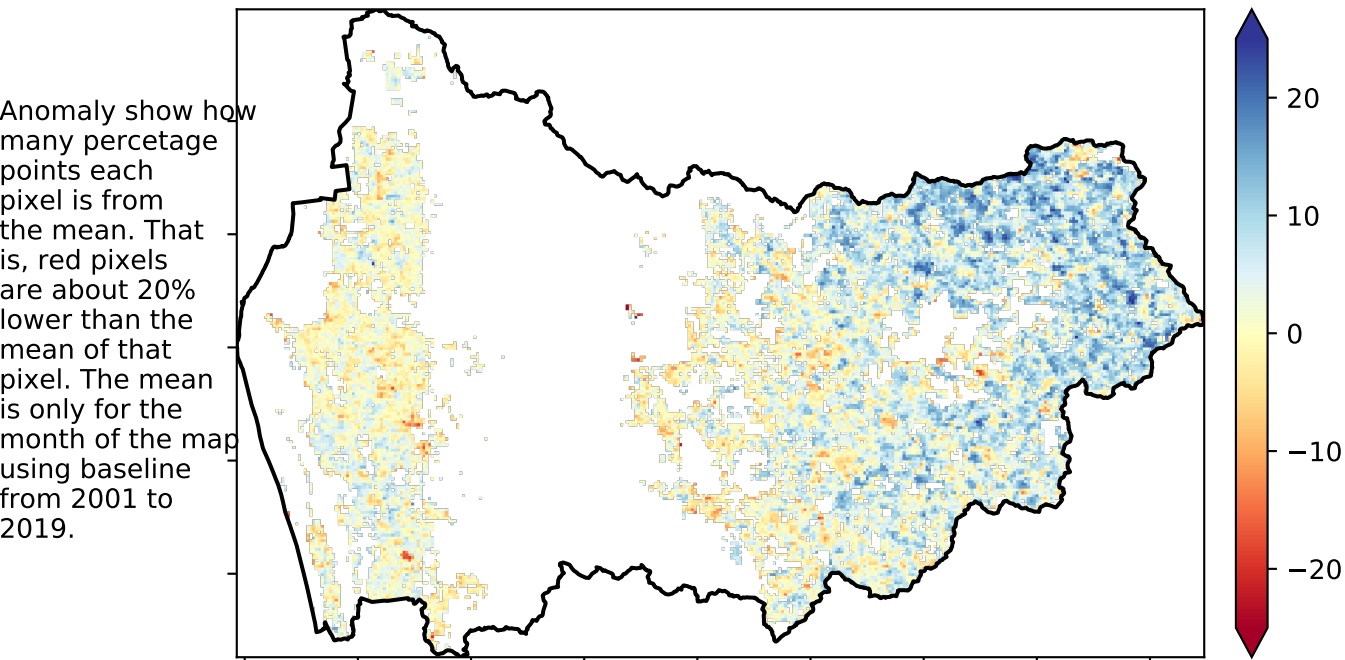 Anomaly show how
many percetage
points each
pixel is from
the mean. That
is, red pixels
are about 20%
lower than the
mean of that
pixel. The mean
is only for the
month of the map
using baseline
from 2001 to
2019.
20
10
0
−10
−20